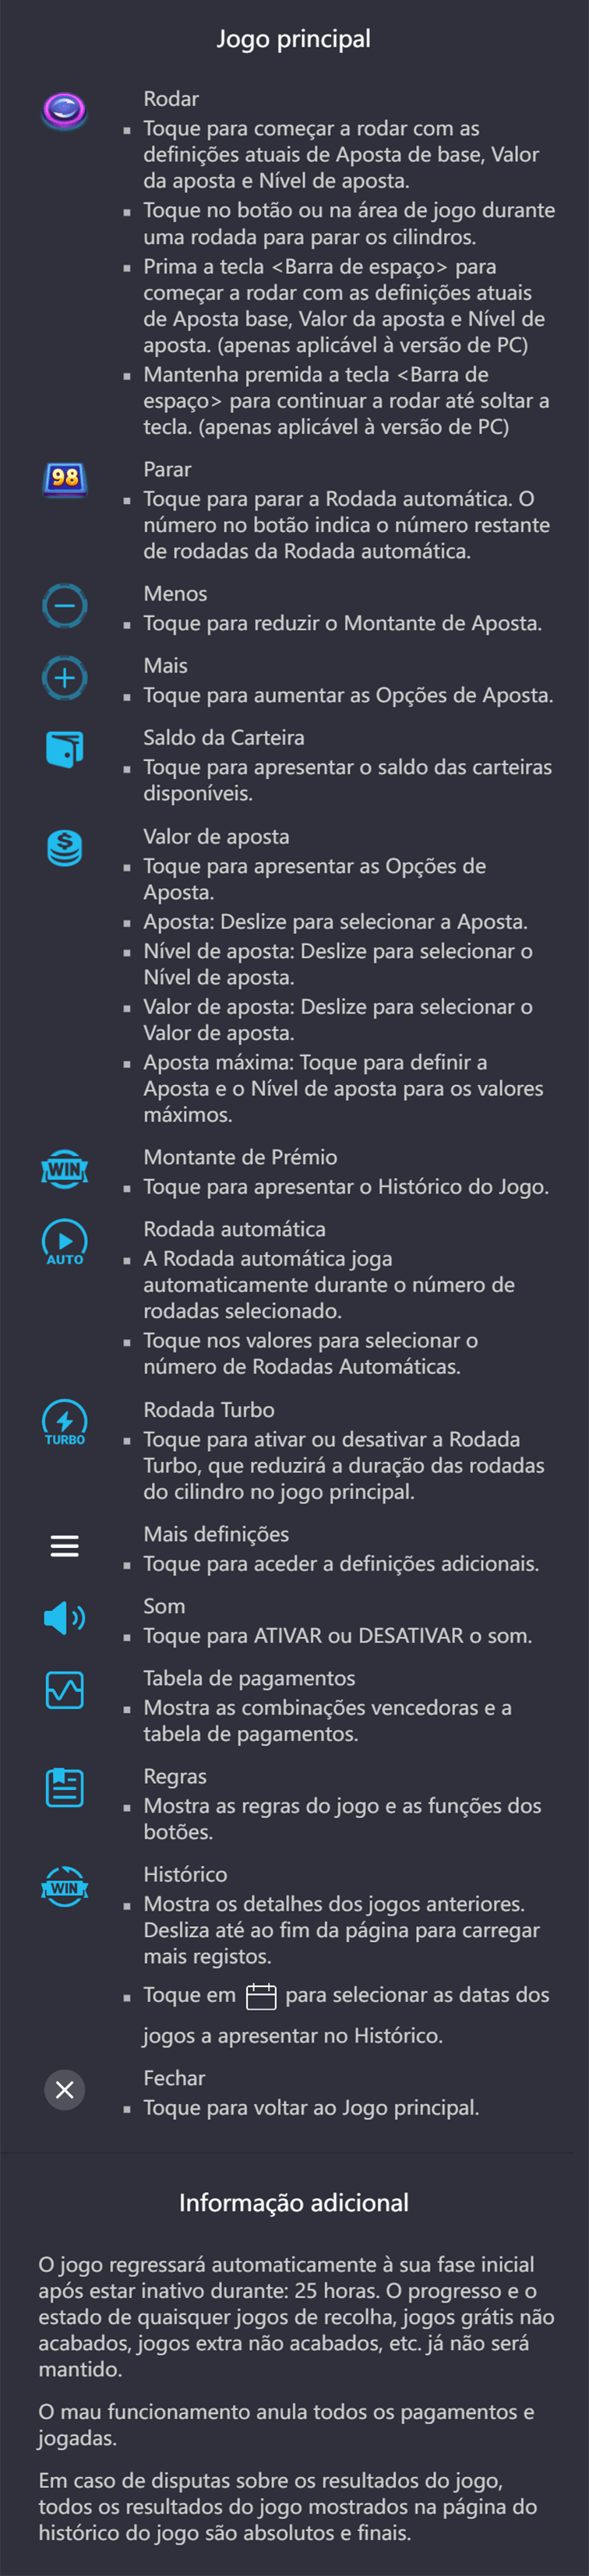 Jogo principal
Rodar
▪ Toque para começar a rodar com as
definições atuais de Aposta de base, Valor
da aposta e Nível de aposta.
▪ Toque no botão ou na área de jogo durante
uma rodada para parar os cilindros.
▪ Prima a tecla <Barra de espaço> para
começar a rodar com as definições atuais
de Aposta base, Valor da aposta e Nível de
aposta. (apenas aplicável à versão de PC)
▪ Mantenha premida a tecla <Barra de
espaço> para continuar a rodar até soltar a
tecla. (apenas aplicável à versão de PC)
98
Parar
▪ Toque para parar a Rodada automática. O
número no botão indica o número restante
de rodadas da Rodada automática.
Menos
▪ Toque para reduzir o Montante de Aposta.
Mais
▪ Toque para aumentar as Opções de Aposta.
Saldo da Carteira
▪ Toque para apresentar o saldo das carteiras
disponíveis.
$
Valor de aposta
▪ Toque para apresentar as Opções de
Aposta.
▪ Aposta: Deslize para selecionar a Aposta.
▪ Nível de aposta: Deslize para selecionar o
Nível de aposta.
▪ Valor de aposta: Deslize para selecionar o
Valor de aposta.
▪ Aposta máxima: Toque para definir a
Aposta e o Nível de aposta para os valores
máximos.
WIN
Montante de Prémio
▪ Toque para apresentar o Histórico do Jogo.
AUTO
Rodada automática
▪ A Rodada automática joga
automaticamente durante o número de
rodadas selecionado.
▪ Toque nos valores para selecionar o
número de Rodadas Automáticas.
TURBO
Rodada Turbo
▪ Toque para ativar ou desativar a Rodada
Turbo, que reduzirá a duração das rodadas
do cilindro no jogo principal.
Mais definições
▪ Toque para aceder a definições adicionais.
Som
▪ Toque para ATIVAR ou DESATIVAR o som.
Tabela de pagamentos
▪ Mostra as combinações vencedoras e a
tabela de pagamentos.
Regras
▪ Mostra as regras do jogo e as funções dos
botões.
WIN
Histórico
▪ Mostra os detalhes dos jogos anteriores.
Desliza até ao fim da página para carregar
mais registos.
▪ Toque em para selecionar as datas dos
jogos a apresentar no Histórico.
Fechar
▪ Toque para voltar ao Jogo principal.
Informação adicional
O jogo regressará automaticamente à sua fase inicial
após estar inativo durante: 25 horas. O progresso e o
estado de quaisquer jogos de recolha, jogos grátis não
acabados, jogos extra não acabados, etc. já não será
mantido.
O mau funcionamento anula todos os pagamentos e
jogadas.
Em caso de disputas sobre os resultados do jogo,
todos os resultados do jogo mostrados na página do
histórico do jogo são absolutos e finais.